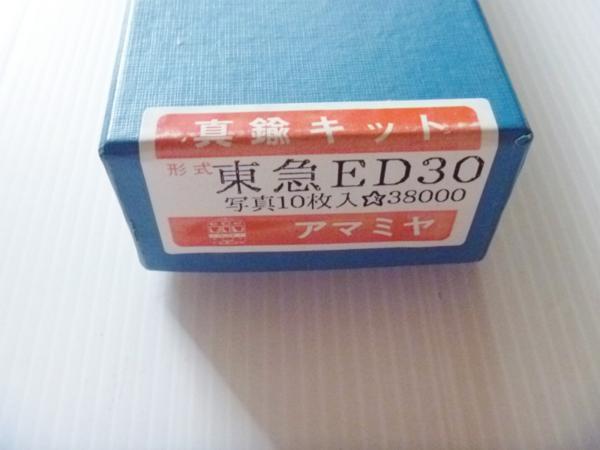 真鍮キット
形式 東急ED30
写真10枚入☆38000
アマミヤ